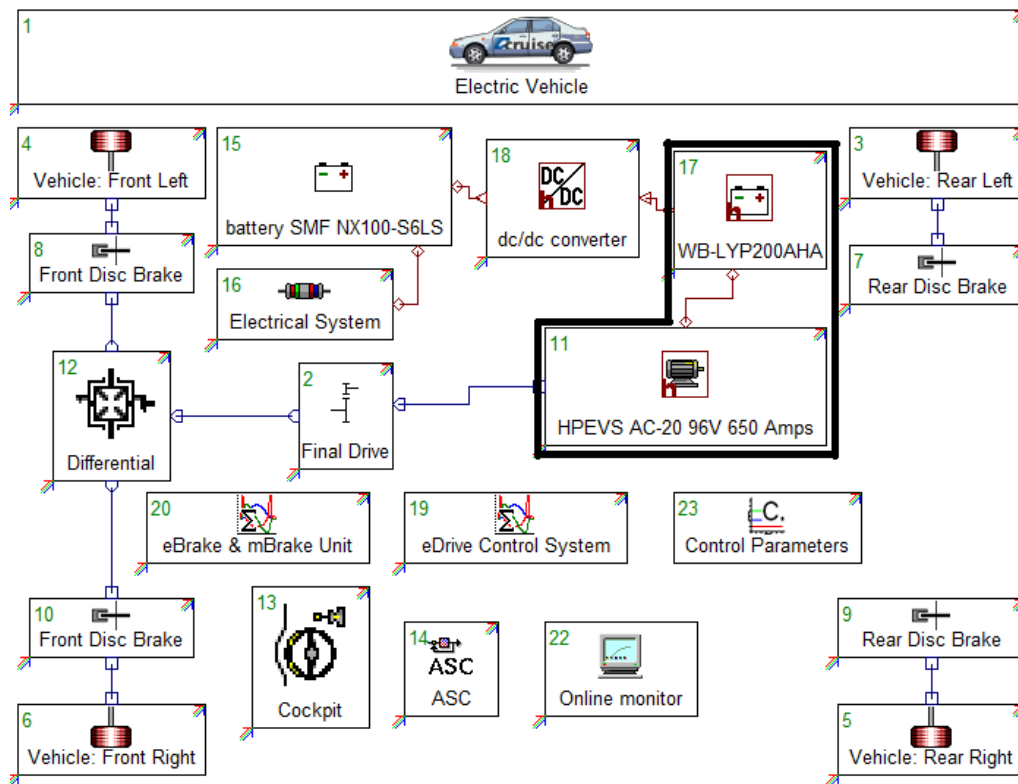 1
cruise
Electric Vehicle
4
Vehicle: Front Left
15
battery SMF NX100-S6LS
18
DC
DC
h
dc/dc converter
17
h
WB-LYP200AHA
3
Vehicle: Rear Left
8
Front Disc Brake
7
Rear Disc Brake
16
Electrical System
12
Differential
2
Final Drive
11
h
HPEVS AC-20 96V 650 Amps
20
Σ
eBrake & mBrake Unit
19
Σ
eDrive Control System
23
C.
Control Parameters
10
Front Disc Brake
13
Cockpit
14
ASC
ASC
22
Online monitor
9
Rear Disc Brake
6
Vehicle: Front Right
5
Vehicle: Rear Right